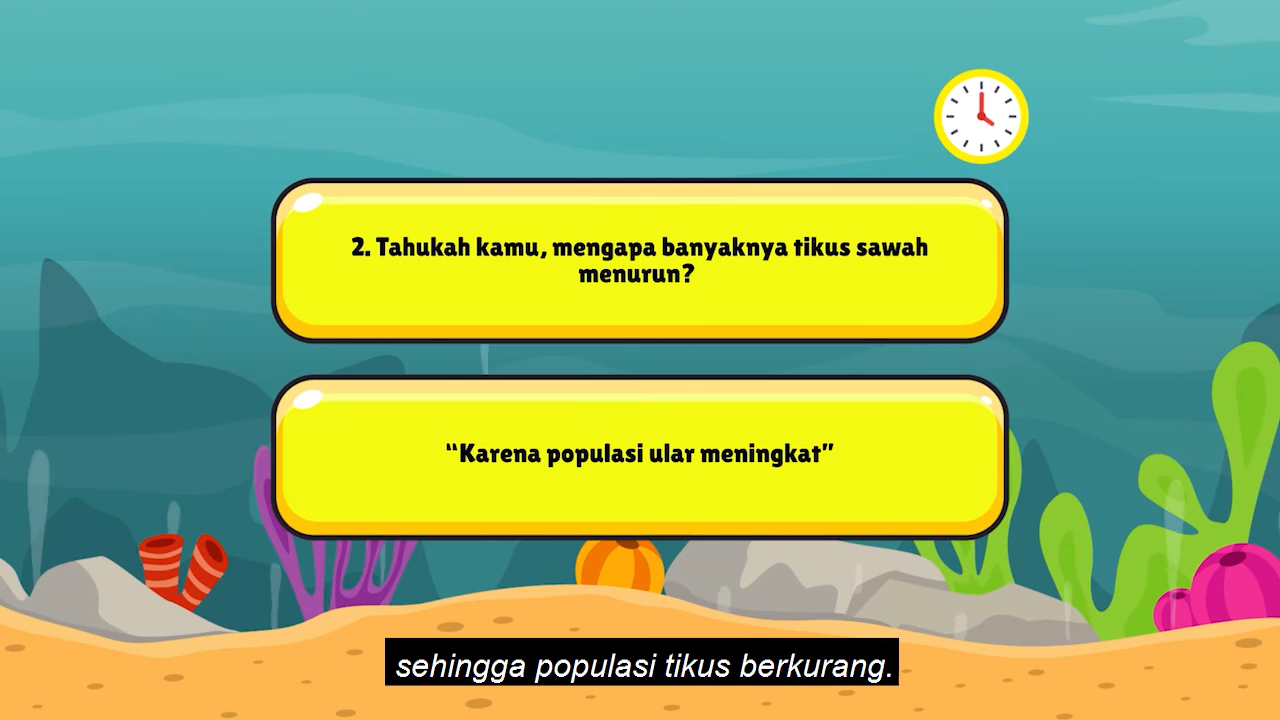 2. Tahukah kamu, mengapa banyaknya tikus sawah
menurun?
“Karena populasi ular meningkat”
sehingga populasi tikus berkurang.